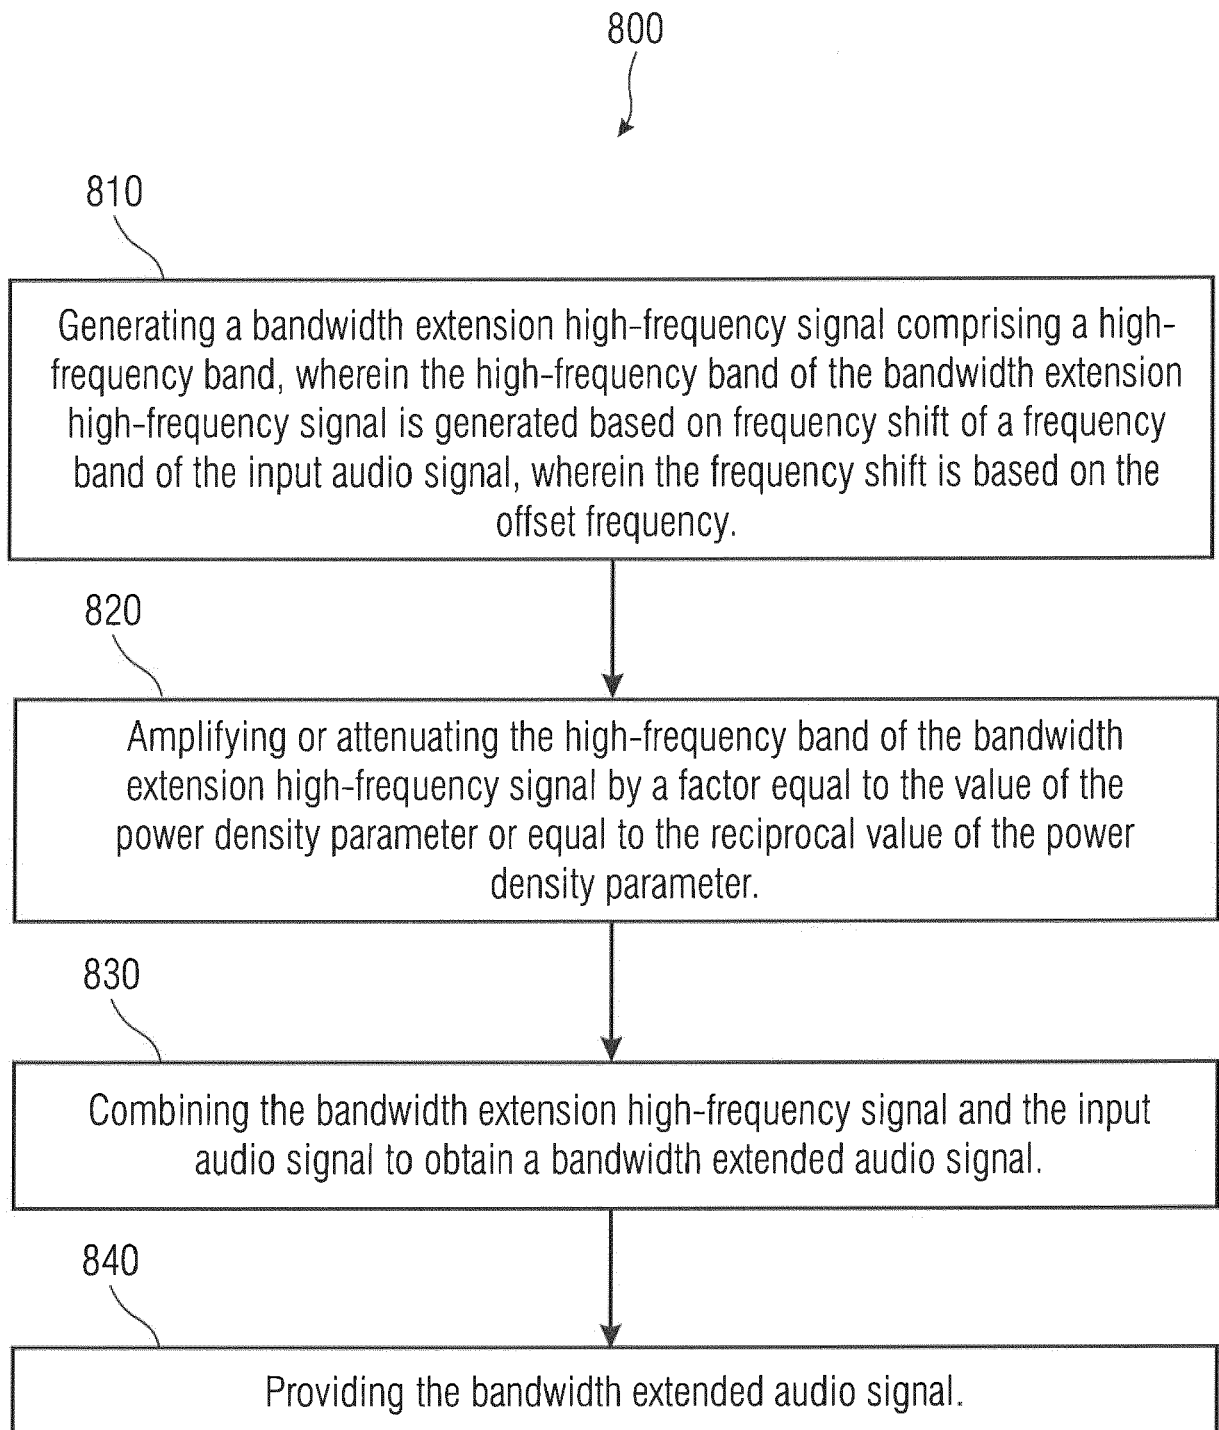 800
810
Generating a bandwidth extension high-frequency signal comprising a high-
frequency band, wherein the high-frequency band of the bandwidth extension
high-frequency signal is generated based on frequency shift of a frequency
band of the input audio signal, wherein the frequency shift is based on the
offset frequency.
820
Amplifying or attenuating the high-frequency band of the bandwidth
extension high-frequency signal by a factor equal to the value of the
power density parameter or equal to the reciprocal value of the power
density parameter.
830
Combining the bandwidth extension high-frequency signal and the input
audio signal to obtain a bandwidth extended audio signal.
840
Providing the bandwidth extended audio signal.